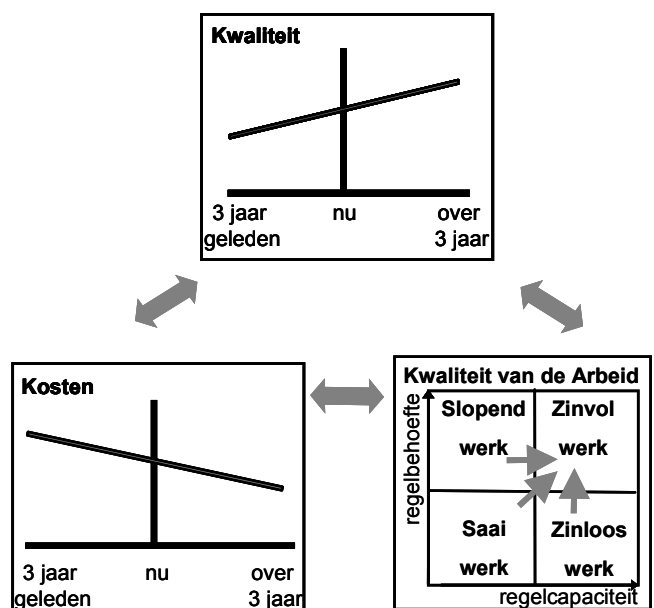 Kwaliteit
3 jaar
geleden
nu
over
3 jaar
Kosten
3 jaar
geleden
nu
over
3 jaar
Kwaliteit van de Arbeid
regelbehoefte
Slopend
werk
Zinvol
werk
Saai
werk
Zinloos
werk
regelcapaciteit